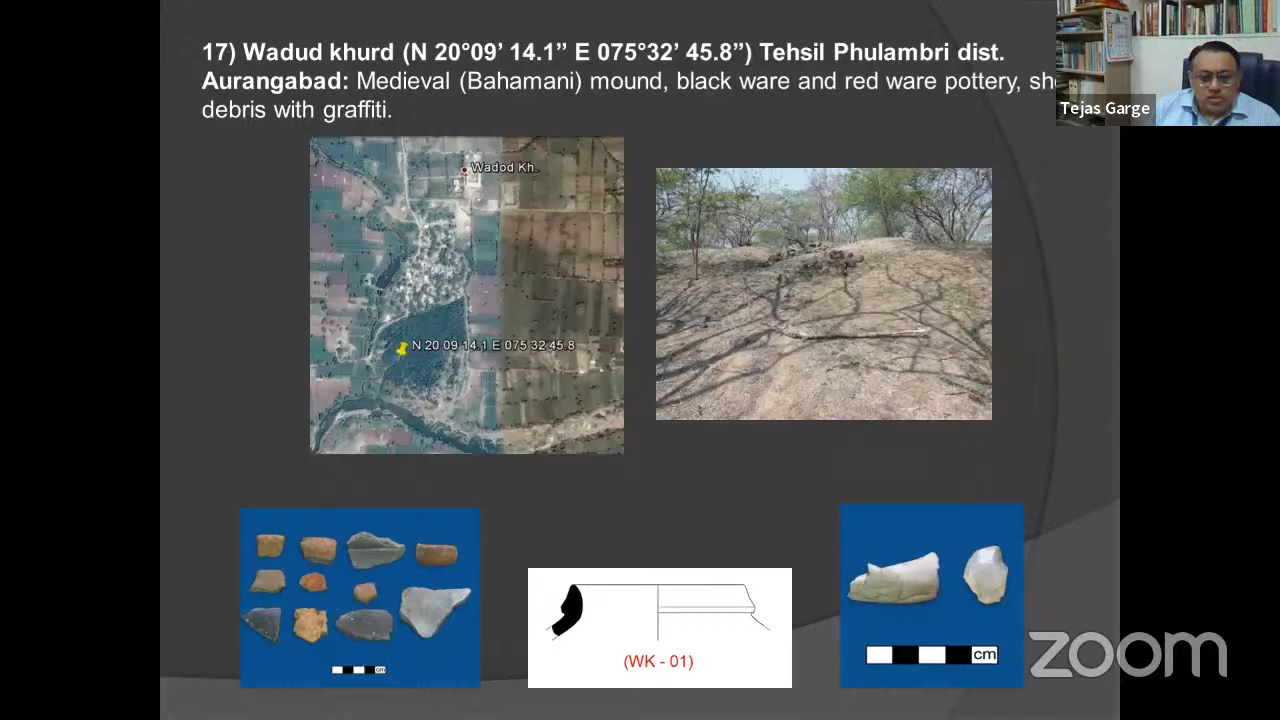 17) Wadud khurd (N 20°09’ 14.1” E 075°32’ 45.8”) Tehsil Phulambri dist.
Aurangabad: Medieval (Bahamani) mound, black ware and red ware pottery,
debris with graffiti.
Tejas Garge
Wadod Kh.
N 20 09 14.1 E 075 32 45.8
cm
(WK - 01)
cm
zoom